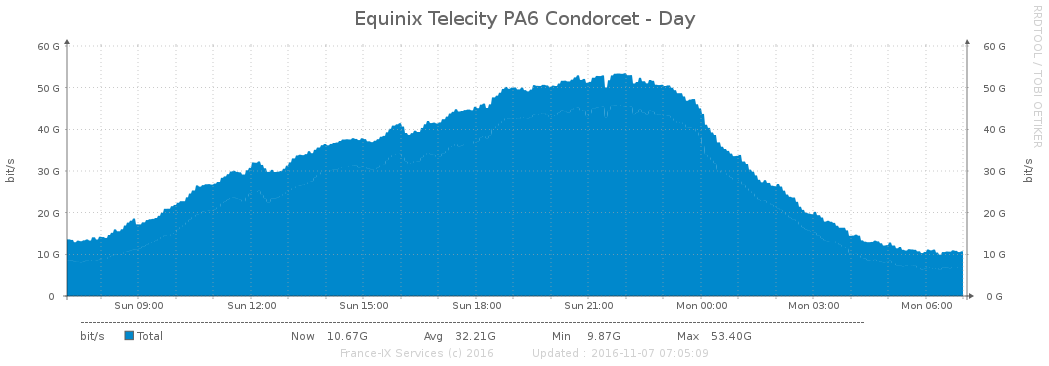 Equinix Telecity PA6 Condorcet - Day
RRDTOOL / TOBI OETIKER
60 G 60 G
50 G 50 G
40 G 40 G
30 G 30 G
20 G 20 G
10 G 10 G
0 0 G
bit/s
bit/s
Sun 09:00 Sun 12:00 Sun 15:00 Sun 18:00 Sun 21:00 Mon 00:00 Mon 03:00 Mon 06:00
bit/s Total Now 10.67G Avg 32.21G Min 9.87G Max 53.40G
France-IX Services (c) 2016 Updated : 2016-11-07 07:05:09